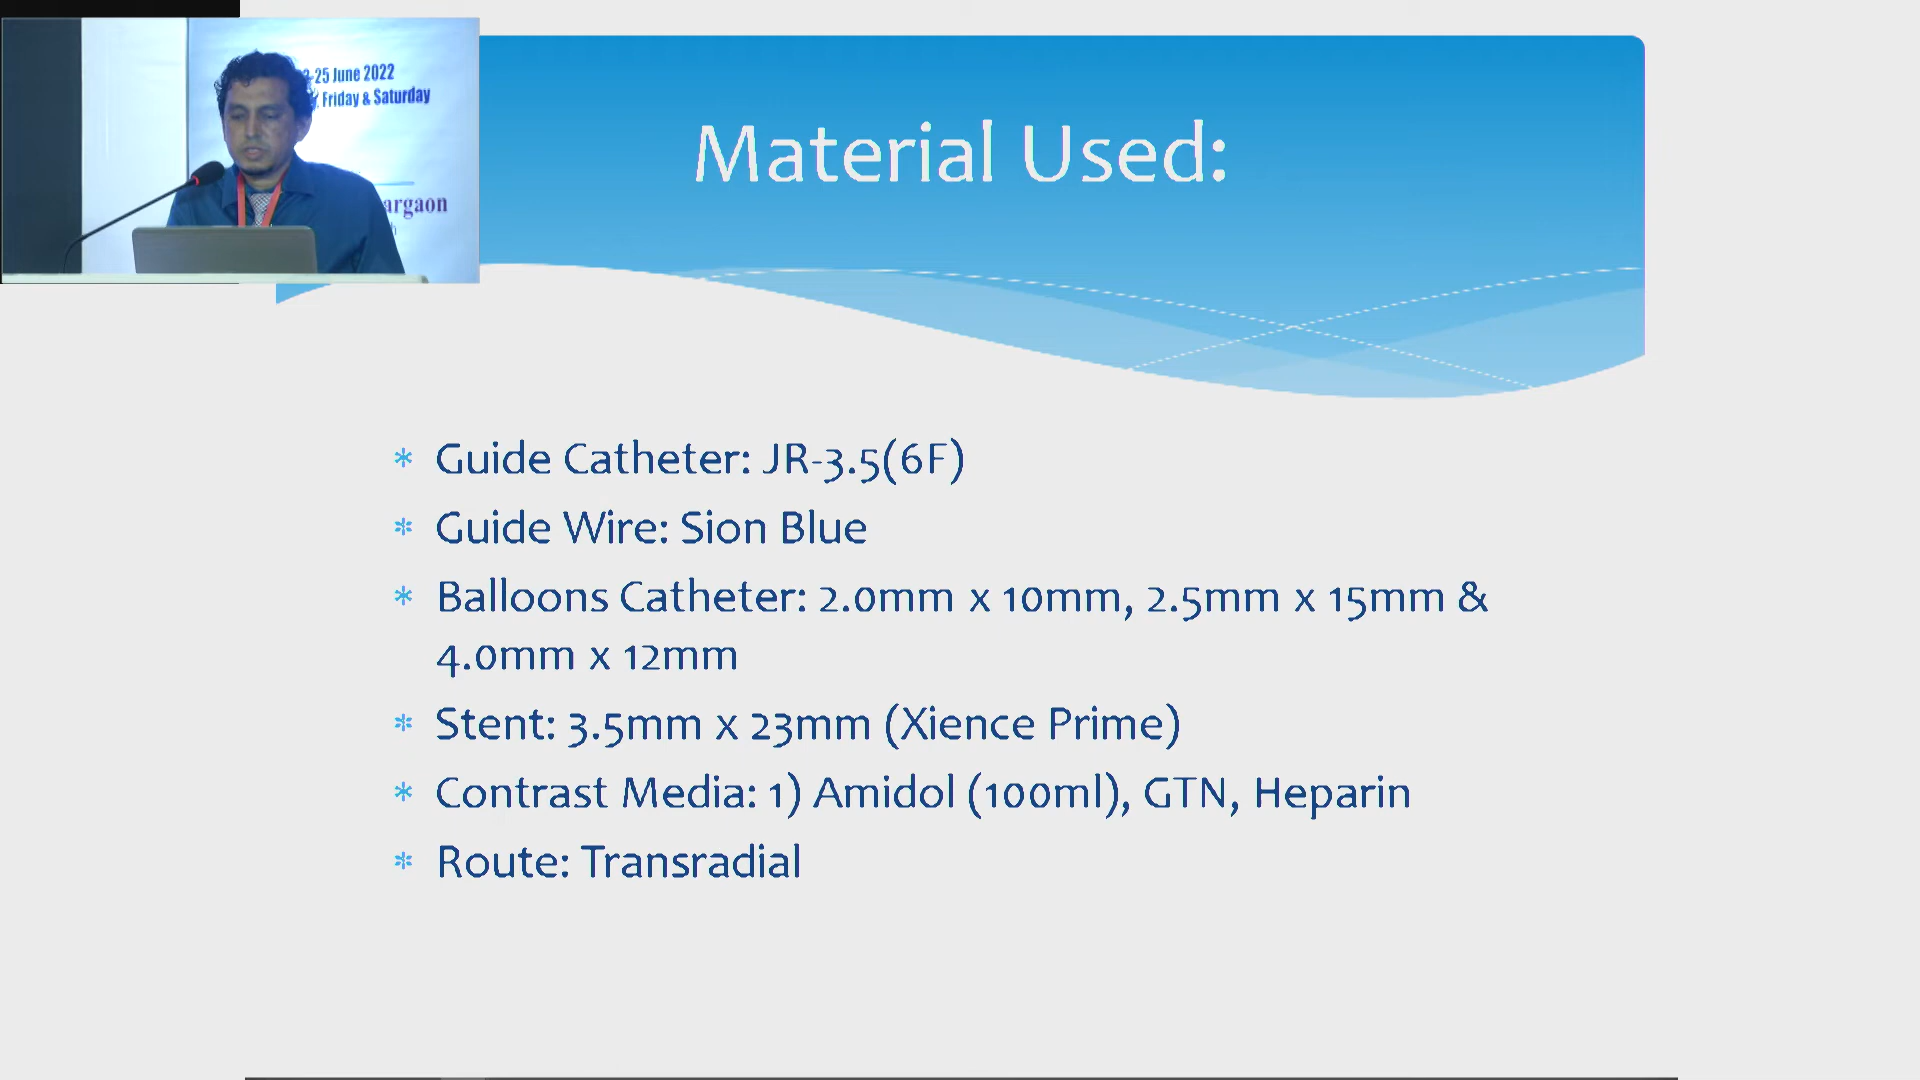 -25 June 2022
Friday & Saturday
argaon
Material Used:
* Guide Catheter: JR-3.5(6F)
* Guide Wire: Sion Blue
* Balloons Catheter: 2.0mm x 10mm, 2.5mm x 15mm &
4.0mm x 12mm
* Stent: 3.5mm x 23mm (Xience Prime)
* Contrast Media: 1) Amidol (100ml), GTN, Heparin
* Route: Transradial